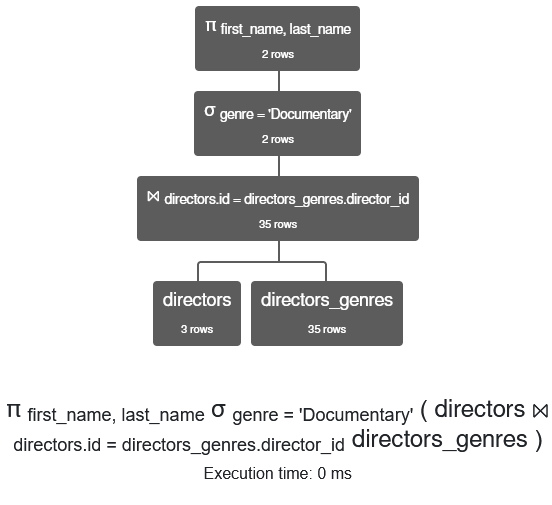 π first_name, last_name
2 rows
σ genre = 'Documentary'
2 rows
⋈ directors.id = directors_genres.director_id
35 rows
directors
3 rows
directors_genres
35 rows
π first_name, last_name σ genre = 'Documentary' ( directors ⋈
directors.id = directors_genres.director_id directors_genres )
Execution time: 0 ms